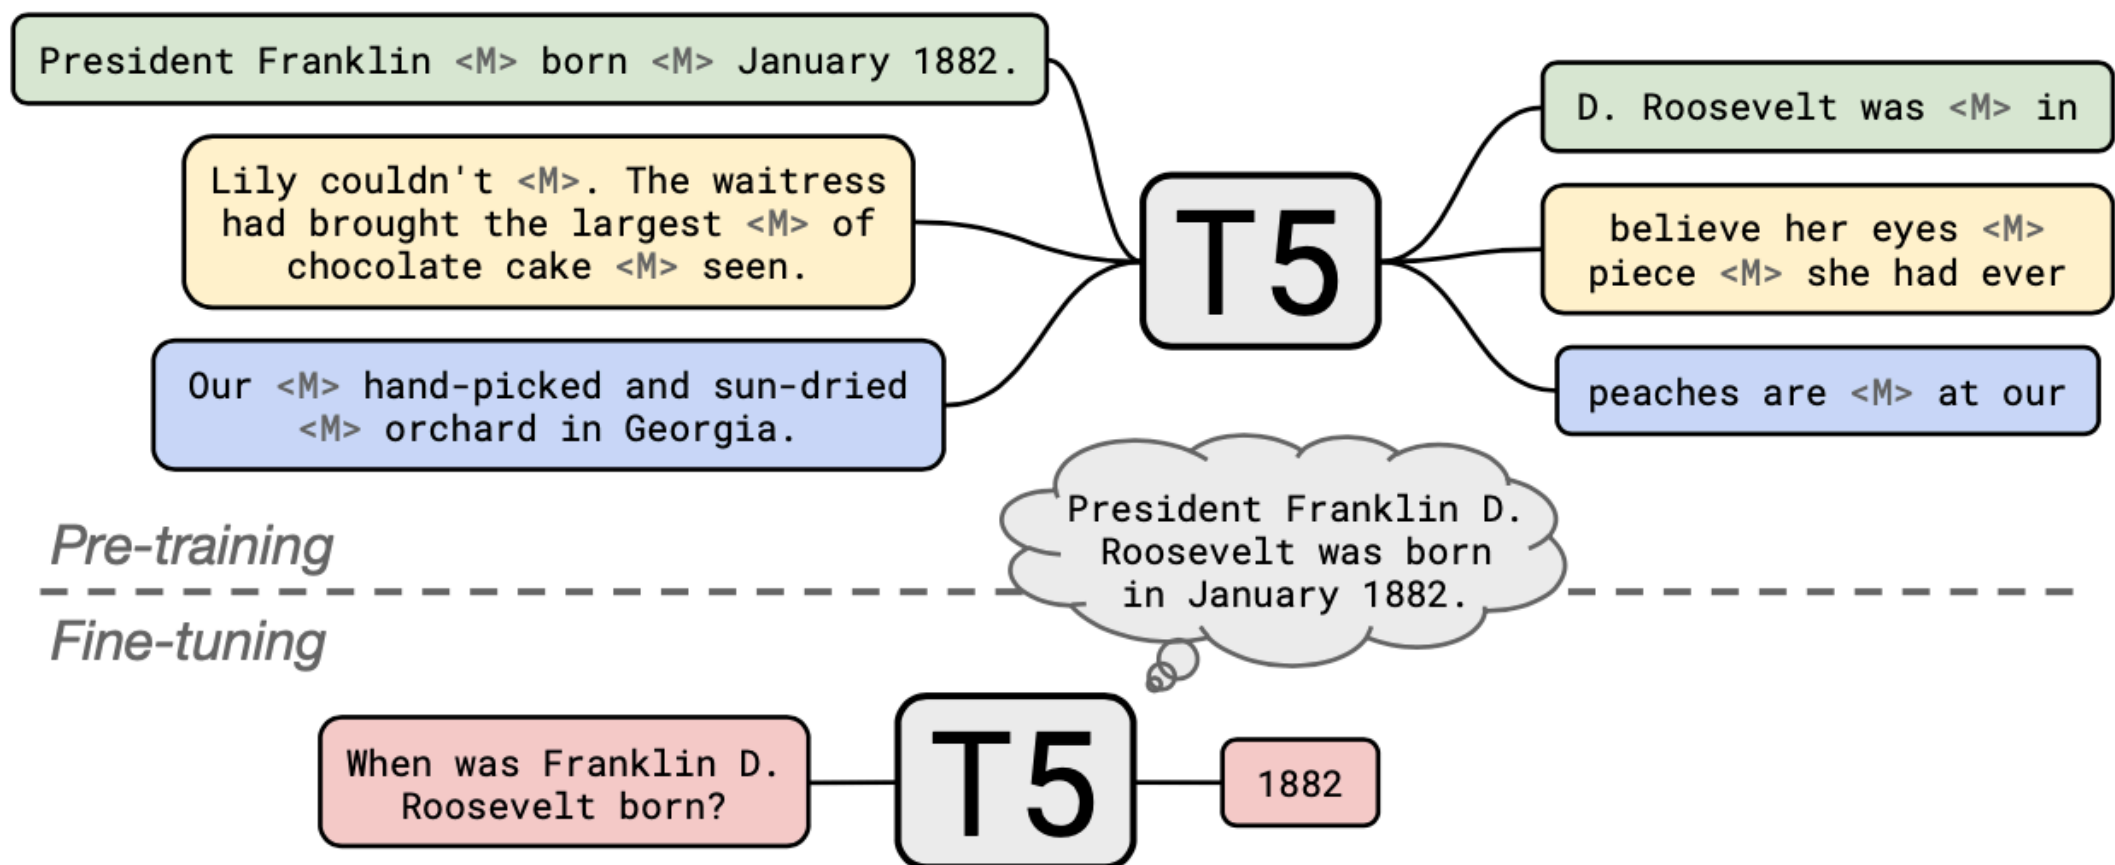 President Franklin <M> born <M> January 1882.
Lily couldn't <M>. The waitress
had brought the largest <M> of
chocolate cake <M> seen.
Our <M> hand-picked and sun-dried
<M> orchard in Georgia.
T5
D. Roosevelt was <M> in
believe her eyes <M>
piece <M> she had ever
peaches are <M> at our
Pre-training
President Franklin D.
Roosevelt was born
in January 1882.
Fine-tuning
When was Franklin D.
Roosevelt born?
T5
1882